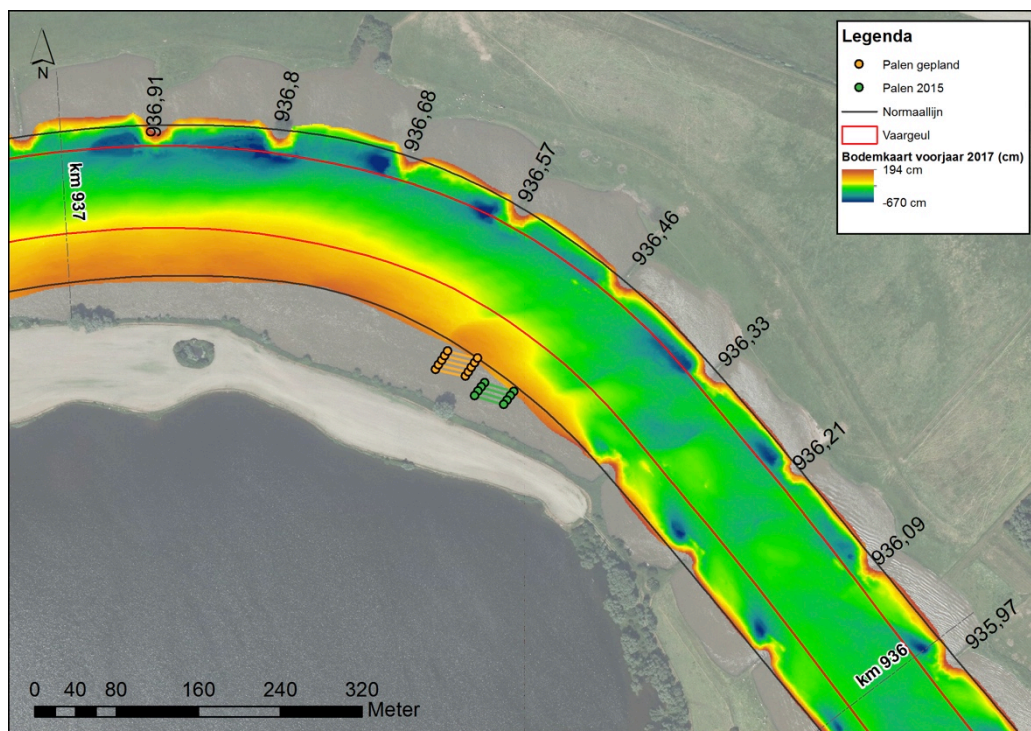 Legenda
Palen gepland
Palen 2015
Normaallijn
Vaargeul
Bodemkaart voorjaar 2017 (cm)
194 cm
-670 cm
N
936,91
936,8
936,68
936,57
936,46
936,33
936,21
936,09
935,97
km 937
km 936
0 40 80 160 240 320
Meter